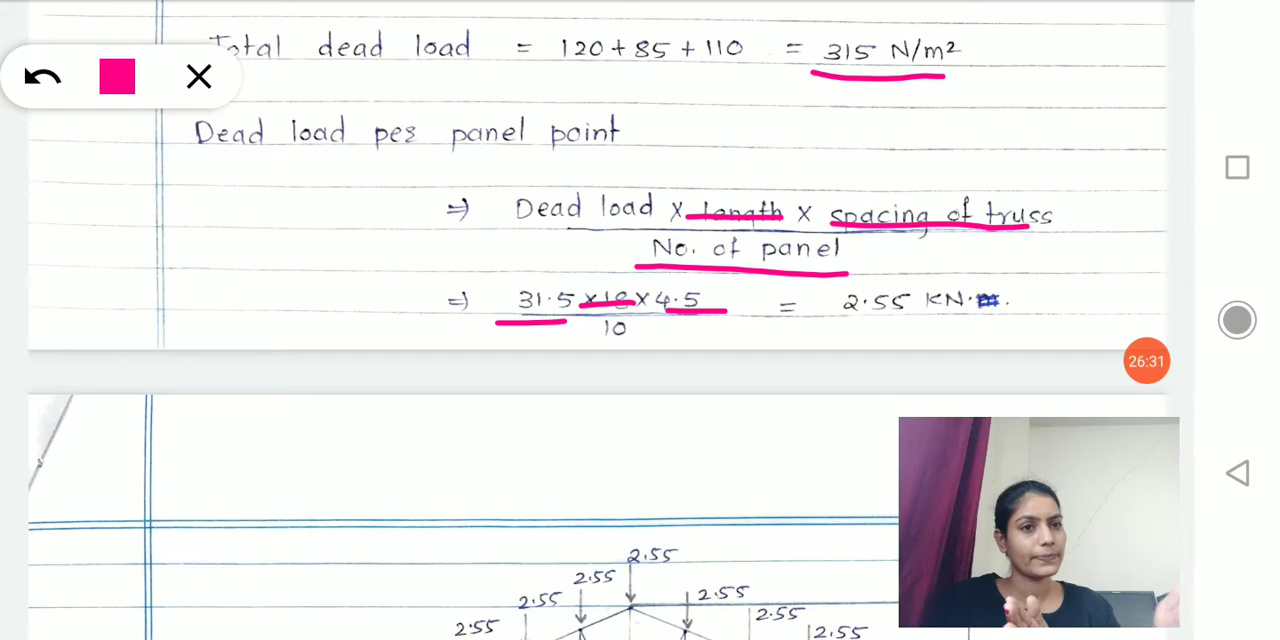 Total dead load = 120 + 85 + 110 = 315 N/m²
Dead load per panel point
⇒ Dead load × length × spacing of truss
No. of panel
⇒ 31.5 × 18 × 4.5 = 2.55 KN.
10
26:31
2.55
2.55
2.55
2.55
2.55
2.55
2.55